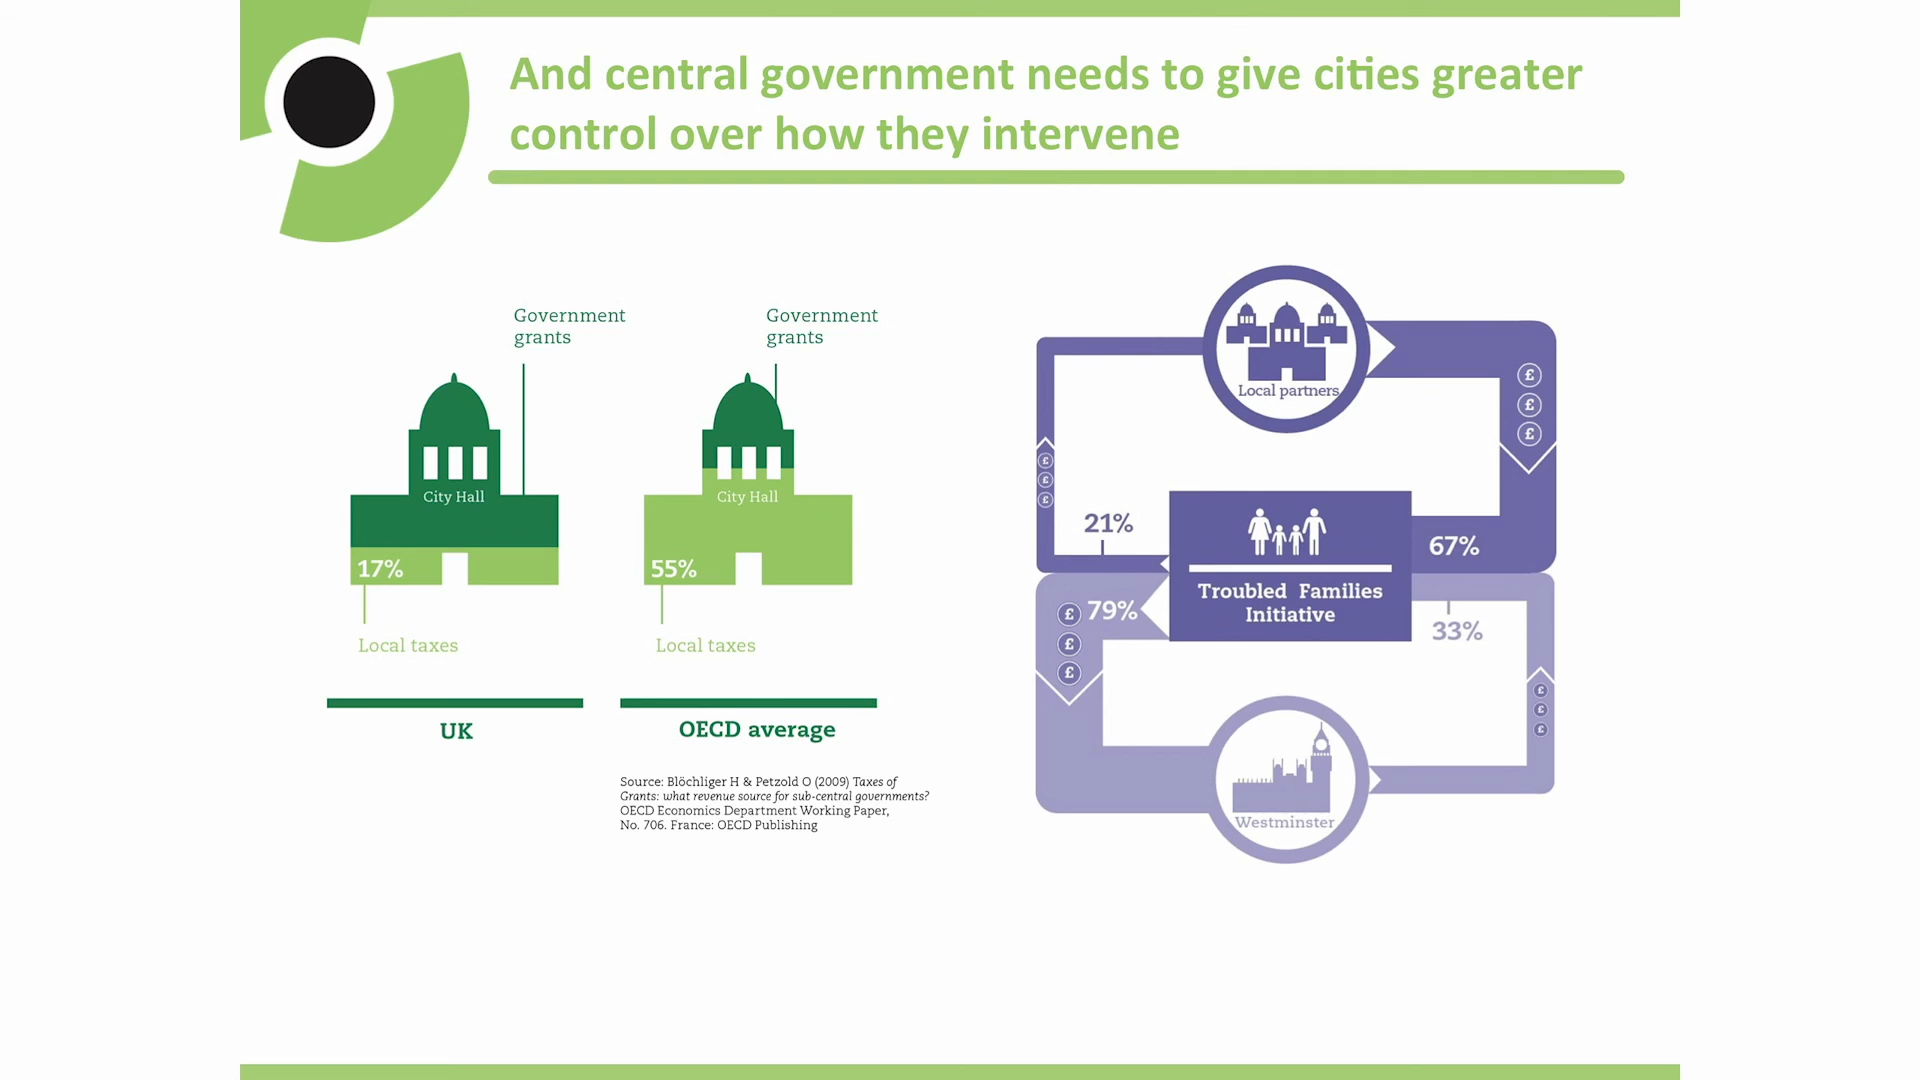 And central government needs to give cities greater
control over how they intervene
Government
grants
Government
grants
City Hall
City Hall
17%
55%
Local taxes
Local taxes
UK
OECD average
Source: Blöchliger H & Petzold O (2009) Taxes of
Grants: what revenue source for sub-central governments?
OECD Economics Department Working Paper,
No. 706. France: OECD Publishing
Local partners
£
£
£
£
£
£
21%
67%
Troubled Families
Initiative
£
79%
£
£
33%
£
£
£
Westminster